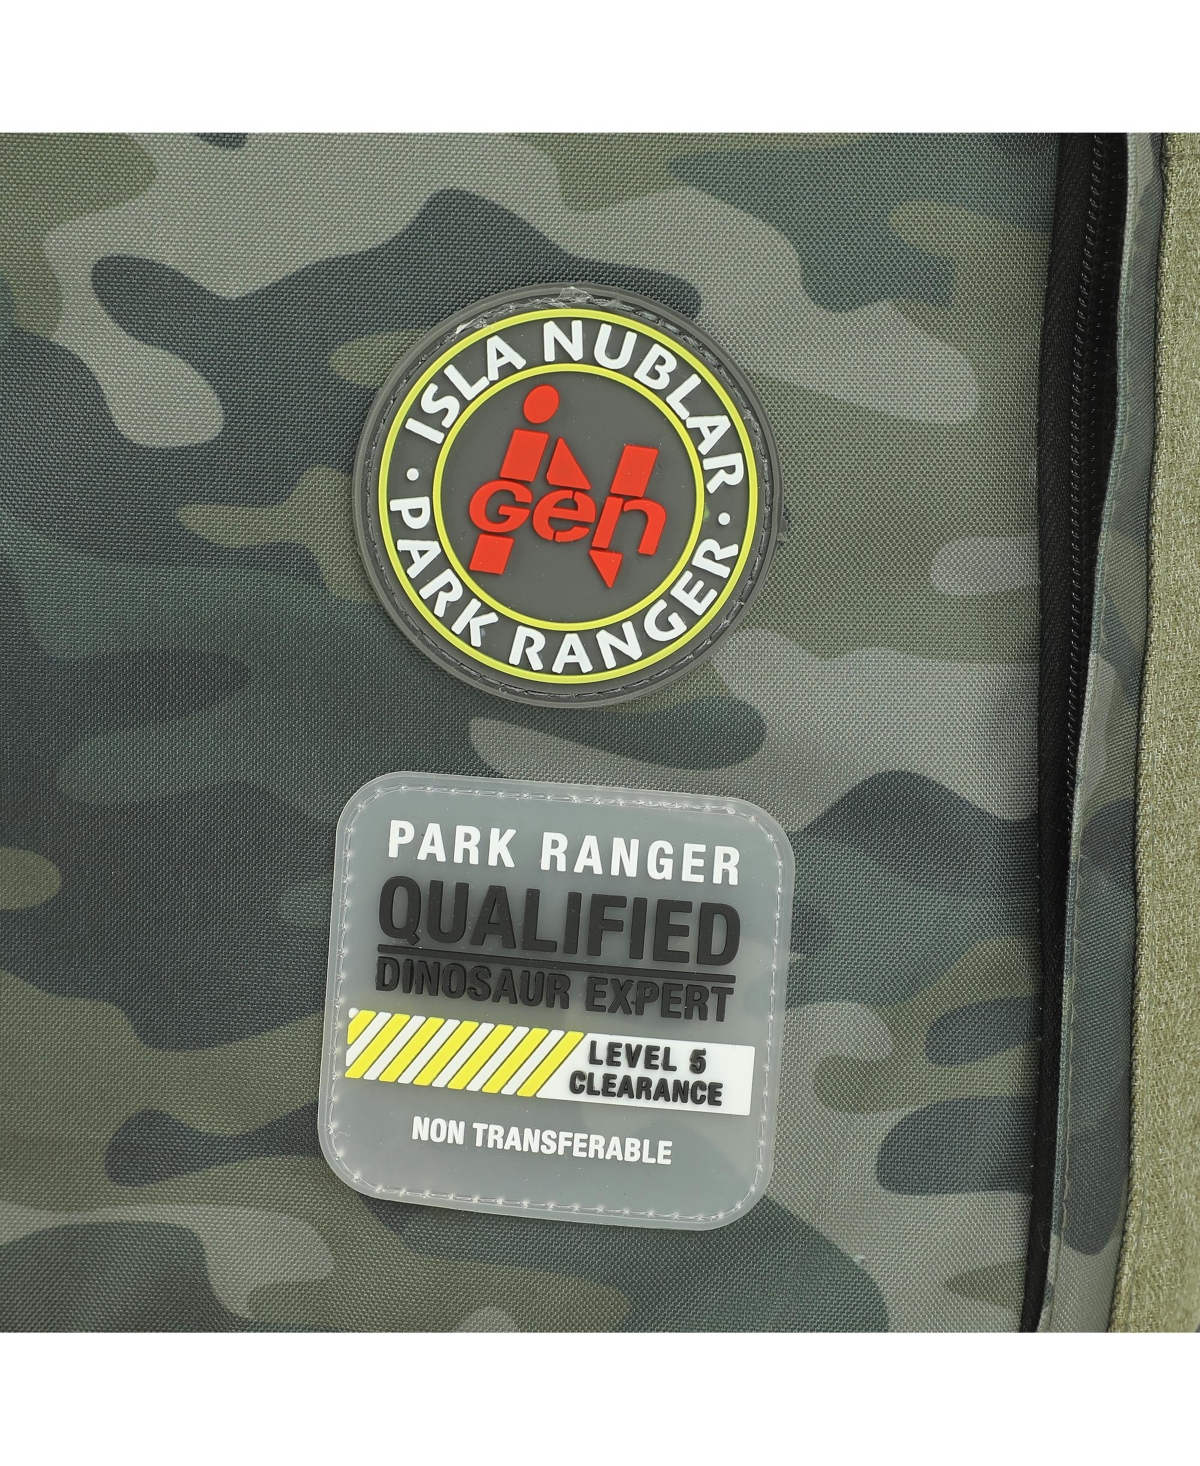 ISLA NUBLAR
inGen
PARK RANGER
PARK RANGER
QUALIFIED
DINOSAUR EXPERT
LEVEL 5
CLEARANCE
NON TRANSFERABLE